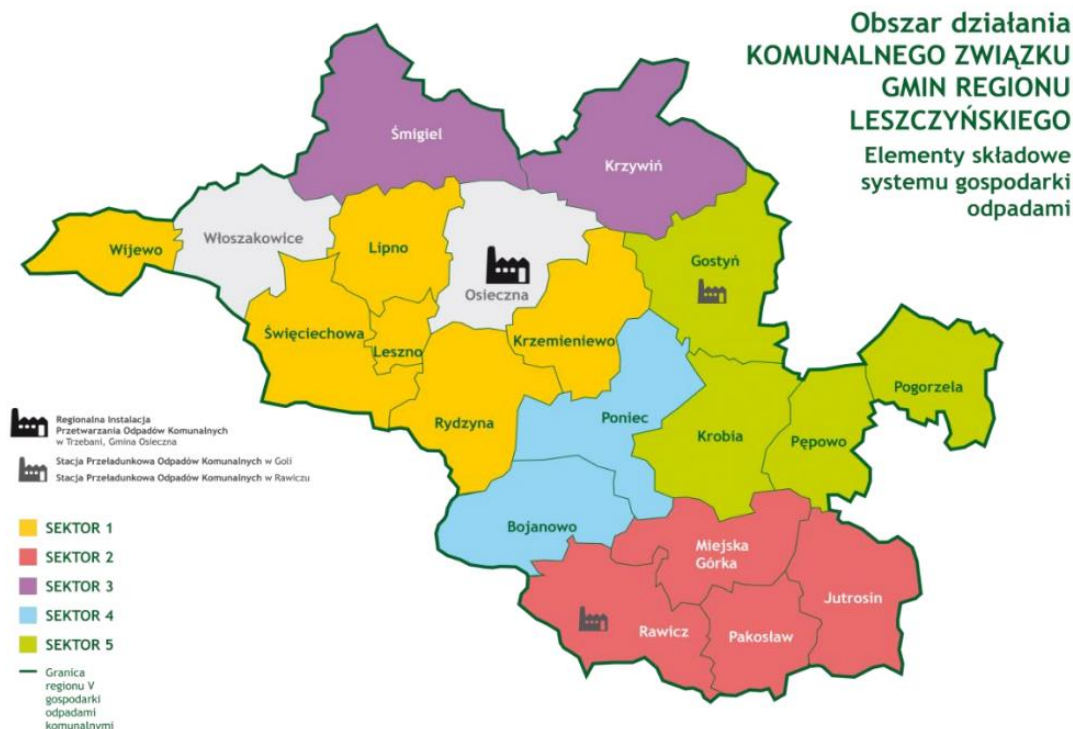 Obszar działania
KOMUNALNEGO ZWIĄZKU
GMIN REGIONU
LESZCZYŃSKIEGO
Elementy składowe
systemu gospodarki
odpadami
Śmigiel
Krzywiń
Wijewo
Włoszakowice
Lipno
Osieczna
Gostyń
Święciechowa
Leszno
Krzemieniewo
Rydzyna
Poniec
Krobia
Pępowo
Pogorzela
Bojanowo
Miejska
Górka
Jutrosin
Rawicz
Pakosław
Regionalna Instalacja
Przetwarzania Odpadów Komunalnych
w Trzebani, Gmina Osieczna
Stacja Przeładunkowa Odpadów Komunalnych w Goli
Stacja Przeładunkowa Odpadów Komunalnych w Rawiczu
SEKTOR 1
SEKTOR 2
SEKTOR 3
SEKTOR 4
SEKTOR 5
Granica
regionu V
gospodarki
odpadami
komunalnymi